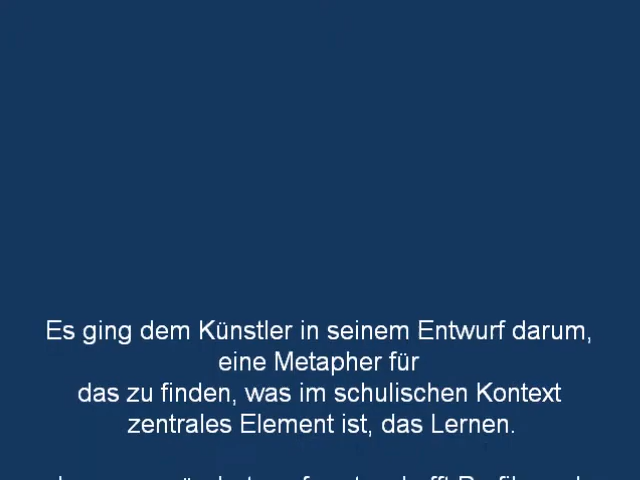 Es ging dem Künstler in seinem Entwurf darum,
eine Metapher für
das zu finden, was im schulischen Kontext
zentrales Element ist, das Lernen.